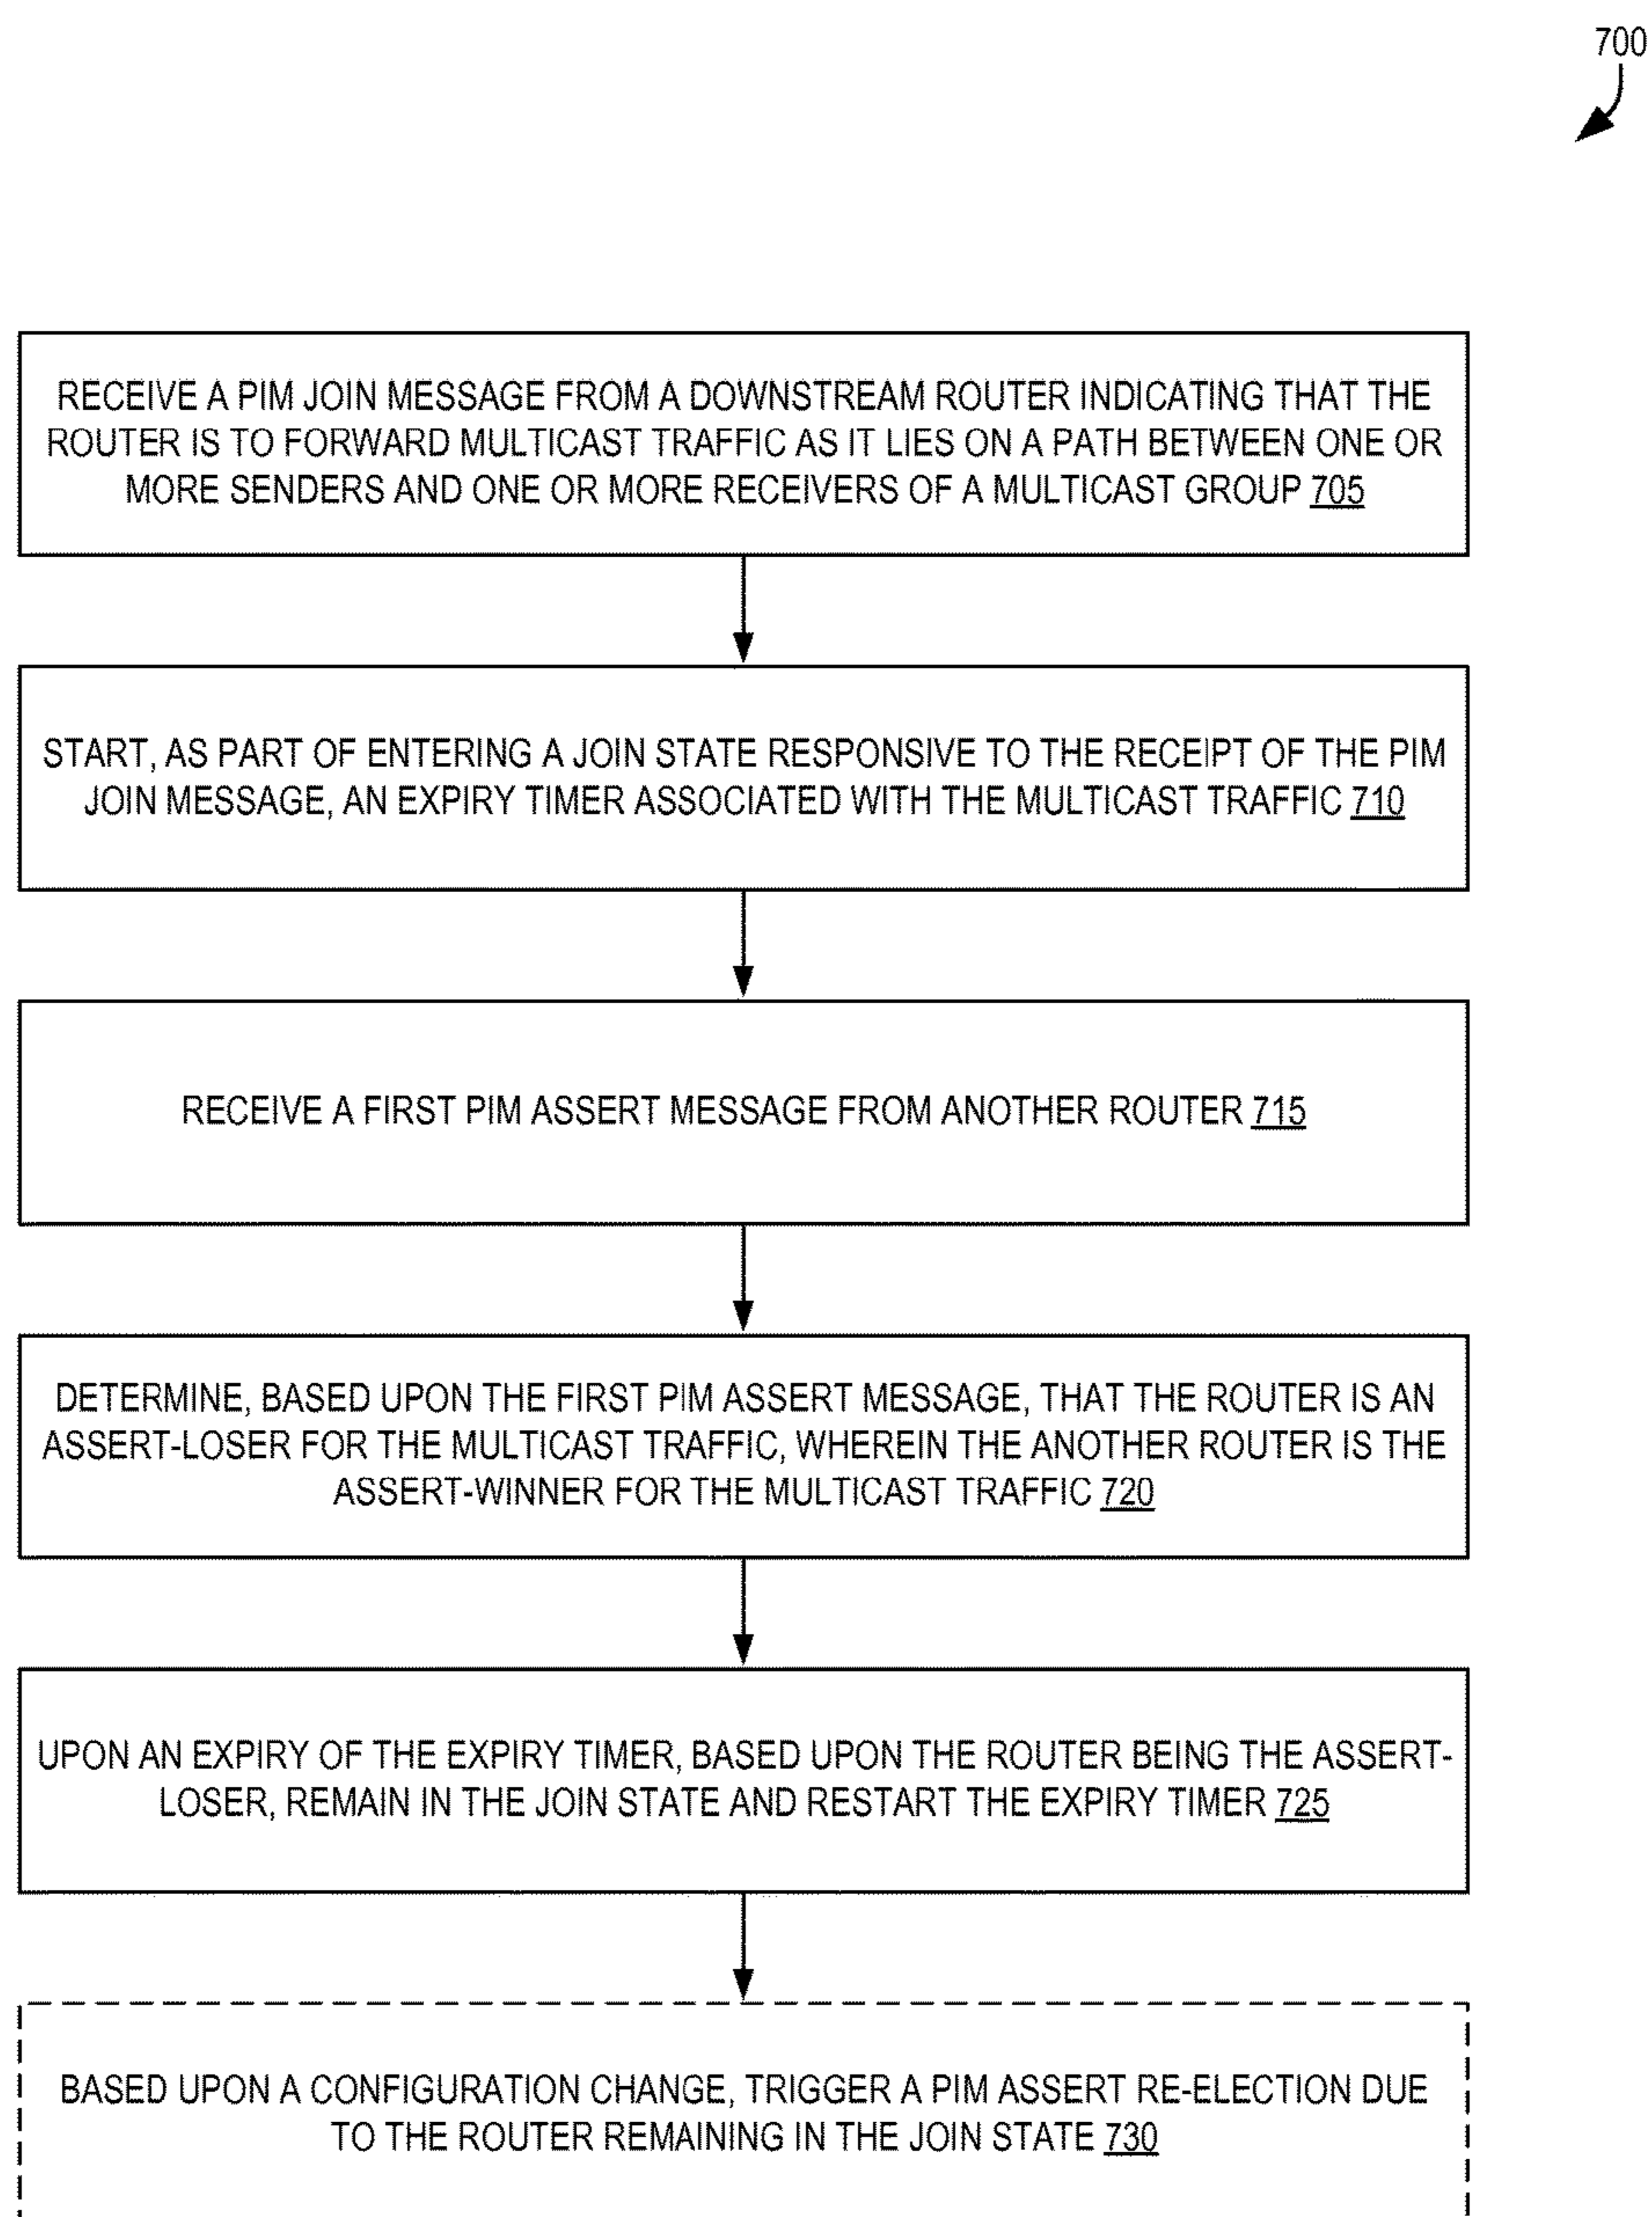 700
RECEIVE A PIM JOIN MESSAGE FROM A DOWNSTREAM ROUTER INDICATING THAT THE
ROUTER IS TO FORWARD MULTICAST TRAFFIC AS IT LIES ON A PATH BETWEEN ONE OR
MORE SENDERS AND ONE OR MORE RECEIVERS OF A MULTICAST GROUP 705
START, AS PART OF ENTERING A JOIN STATE RESPONSIVE TO THE RECEIPT OF THE PIM
JOIN MESSAGE, AN EXPIRY TIMER ASSOCIATED WITH THE MULTICAST TRAFFIC 710
RECEIVE A FIRST PIM ASSERT MESSAGE FROM ANOTHER ROUTER 715
DETERMINE, BASED UPON THE FIRST PIM ASSERT MESSAGE, THAT THE ROUTER IS AN
ASSERT-LOSER FOR THE MULTICAST TRAFFIC, WHEREIN THE ANOTHER ROUTER IS THE
ASSERT-WINNER FOR THE MULTICAST TRAFFIC 720
UPON AN EXPIRY OF THE EXPIRY TIMER, BASED UPON THE ROUTER BEING THE ASSERT-
LOSER, REMAIN IN THE JOIN STATE AND RESTART THE EXPIRY TIMER 725
BASED UPON A CONFIGURATION CHANGE, TRIGGER A PIM ASSERT RE-ELECTION DUE
TO THE ROUTER REMAINING IN THE JOIN STATE 730